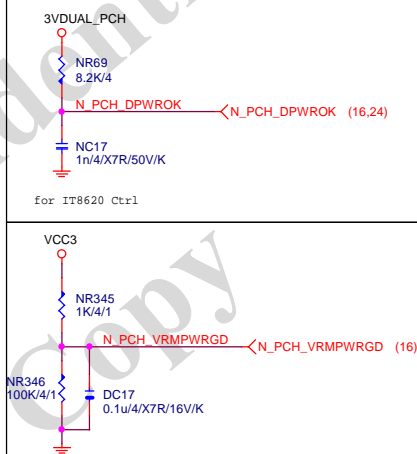 3VDUAL_PCH
NR69
8.2K/4
N_PCH_DPWROK
N_PCH_DPWROK (16,24)
NC17
1n/4/X7R/50V/K
for IT8620 Ctrl
VCC3
NR345
1K/4/1
N_PCH_VRMPWRGD
N_PCH_VRMPWRGD (16)
NR346
100K/4/1
DC17
0.1u/4/X7R/16V/K
Copy